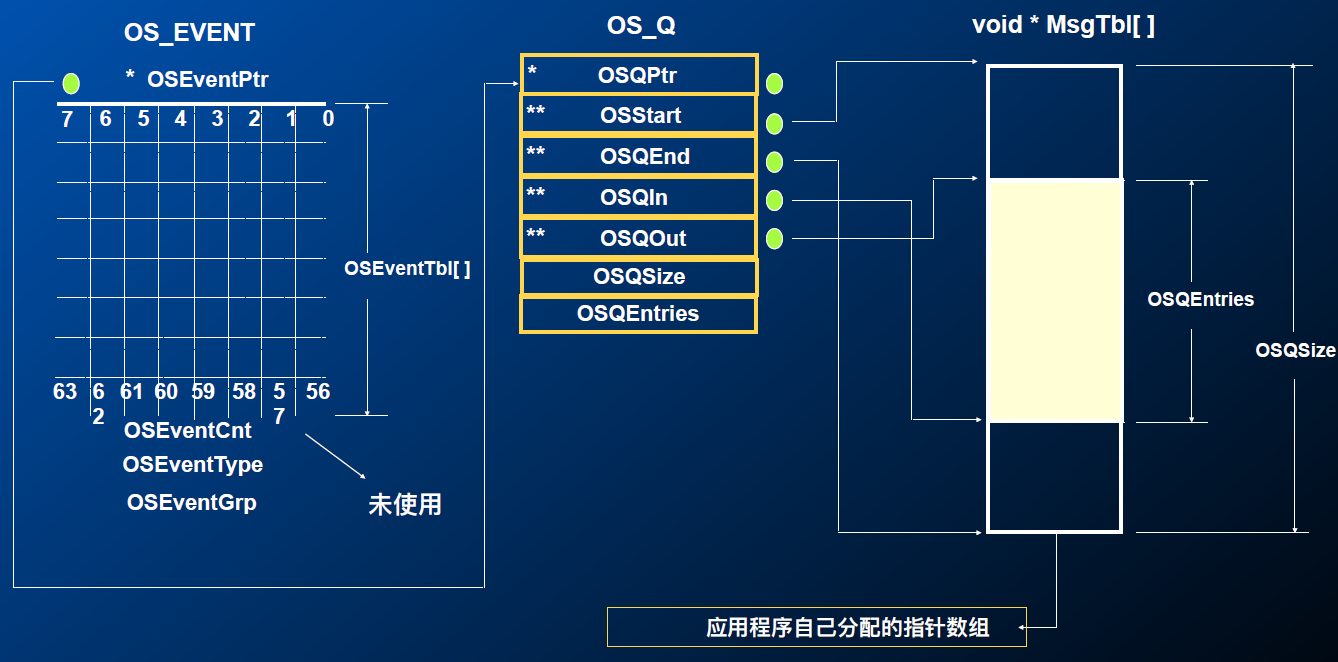 OS_EVENT
* OSEventPtr
7 6 5 4 3 2 1 0
OSEventTbl[ ]
63 62 61 60 59 58 57 56
OSEventCnt
OSEventType
OSEventGrp
未使用
OS_Q
* OSQPtr
** OSStart
** OSQEnd
** OSQIn
** OSQOut
OSQSize
OSQEntries
void * MsgTbl[ ]
OSQEntries
OSQSize
应用程序自己分配的指针数组